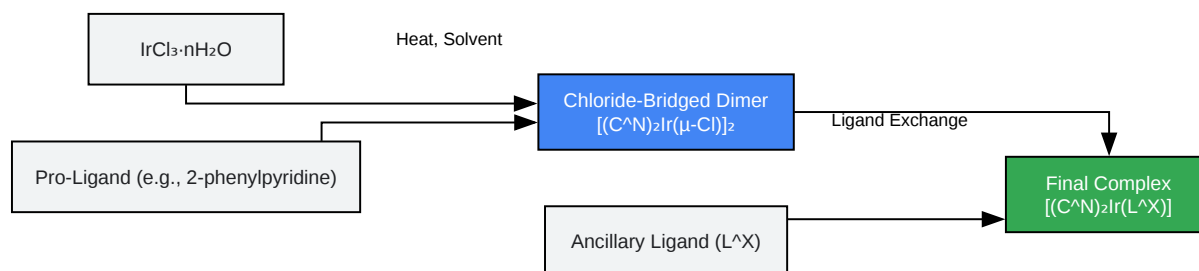 IrCl₃·nH₂O
Heat, Solvent
Chloride-Bridged Dimer
[(C^N)₂Ir(μ-Cl)]₂
Ligand Exchange
Pro-Ligand (e.g., 2-phenylpyridine)
Final Complex
[(C^N)₂Ir(L^X)]
Ancillary Ligand (L^X)